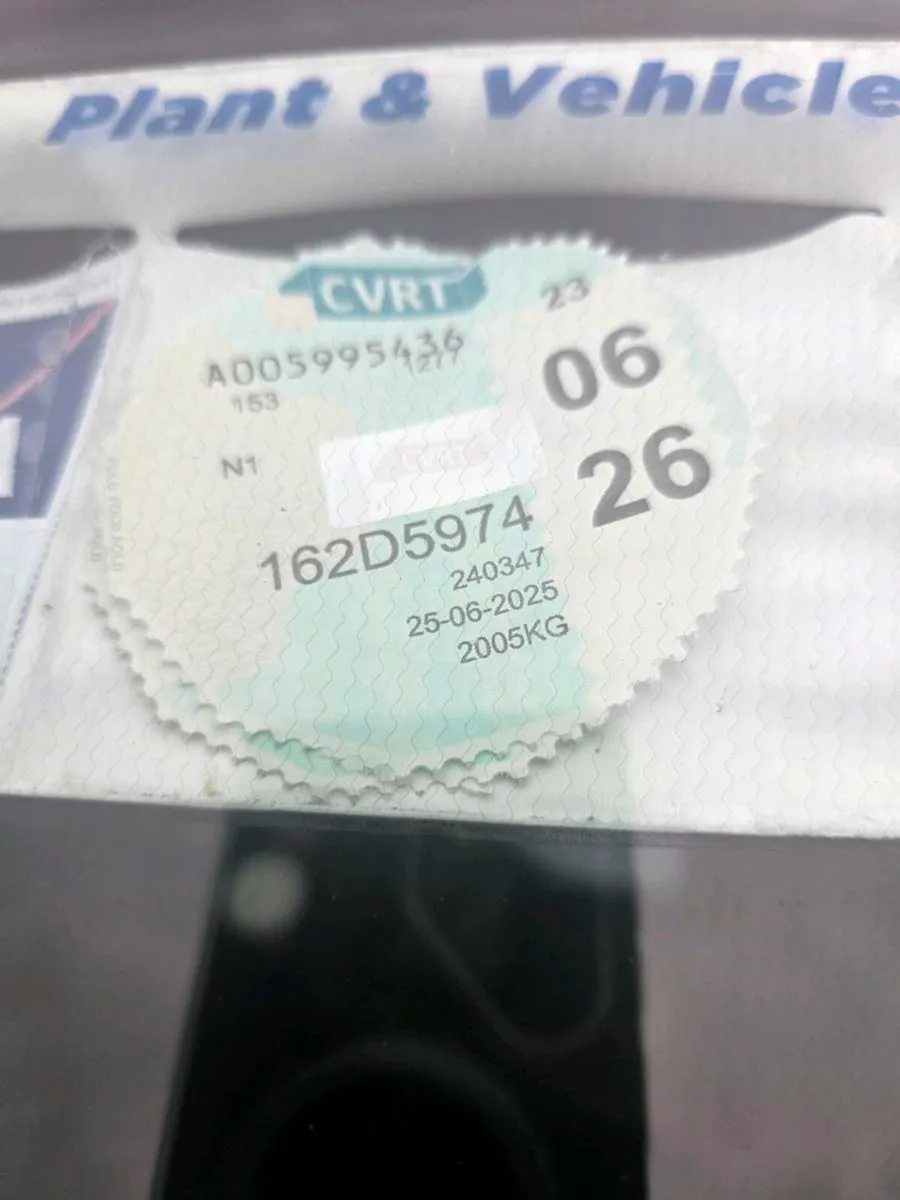 Plant & Vehicle
CVRT
23
A005995436
1217
06
153
N1
26
162D5974
240347
25-06-2025
2005KG